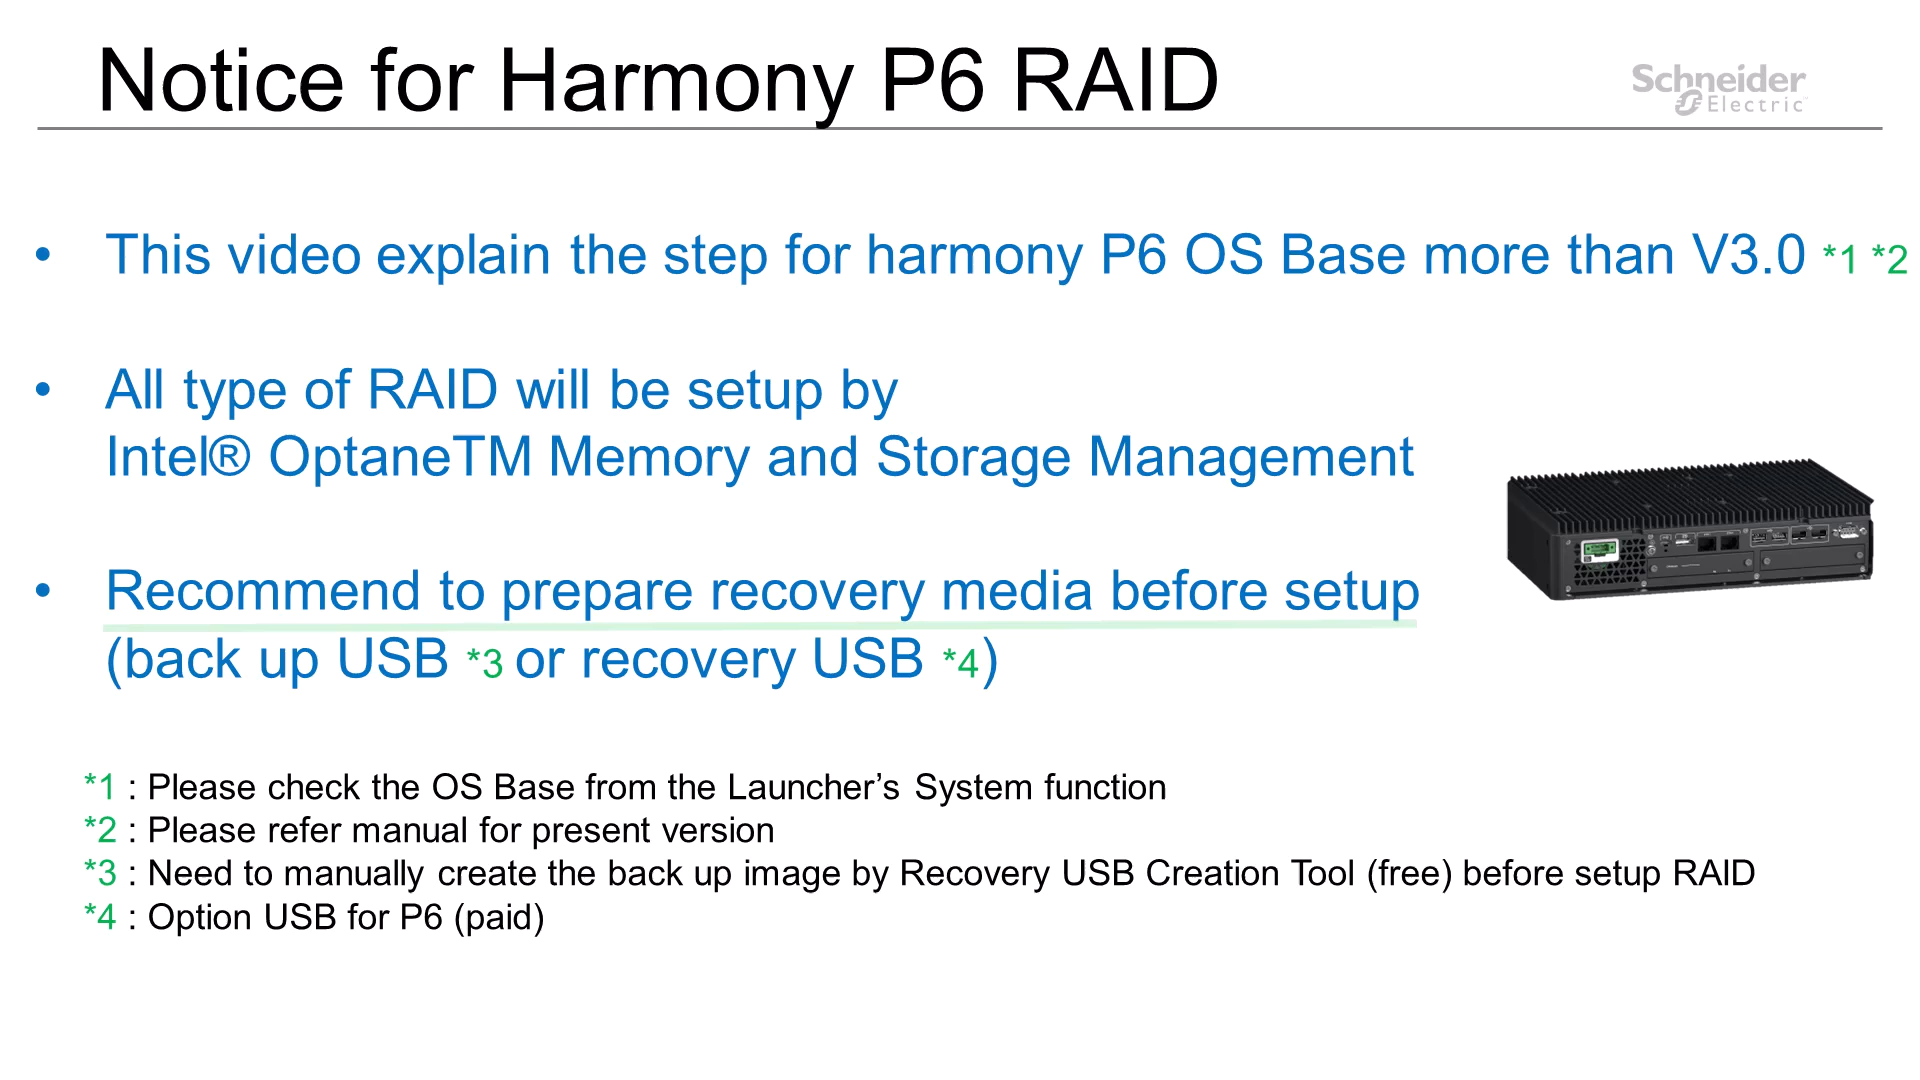 Notice for Harmony P6 RAID
Schneider
Electric
• This video explain the step for harmony P6 OS Base more than V3.0 *1 *2
• All type of RAID will be setup by
Intel® OptaneTM Memory and Storage Management
• Recommend to prepare recovery media before setup
(back up USB *3 or recovery USB *4)
*1 : Please check the OS Base from the Launcher’s System function
*2 : Please refer manual for present version
*3 : Need to manually create the back up image by Recovery USB Creation Tool (free) before setup RAID
*4 : Option USB for P6 (paid)